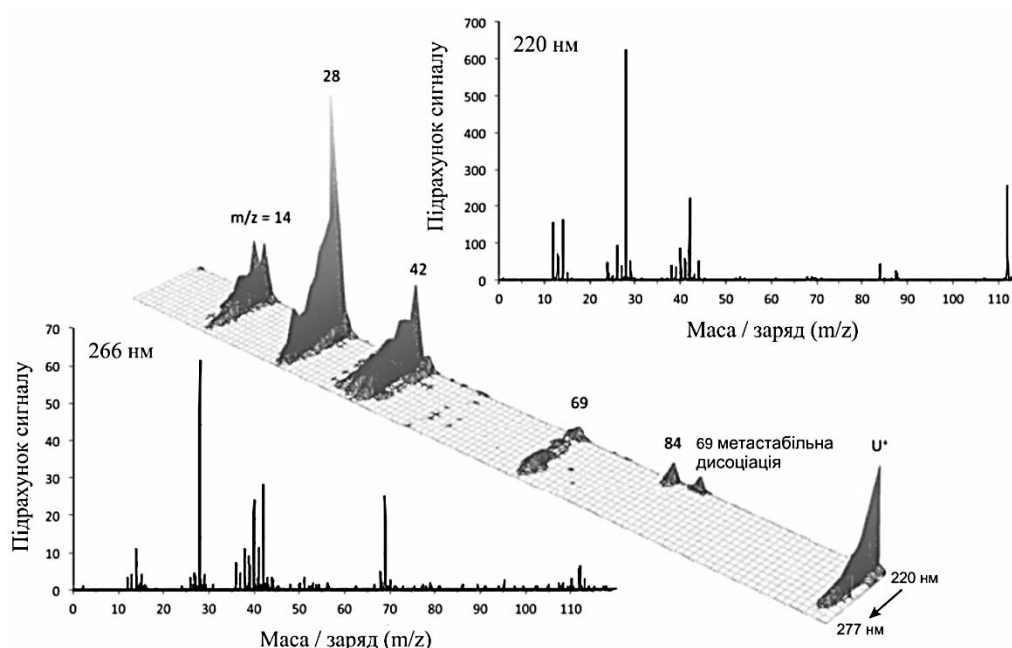 220 нм
Підрахунок сигналу
700
600
500
400
300
200
100
0
0 10 20 30 40 50 60 70 80 90 100 110
Маса / заряд (m/z)
m/z = 14
28
42
69
84
69 метастабільна
дисоціація
U⁺
220 нм
277 нм
266 нм
Підрахунок сигналу
70
60
50
40
30
20
10
0
0 10 20 30 40 50 60 70 80 90 100 110
Маса / заряд (m/z)